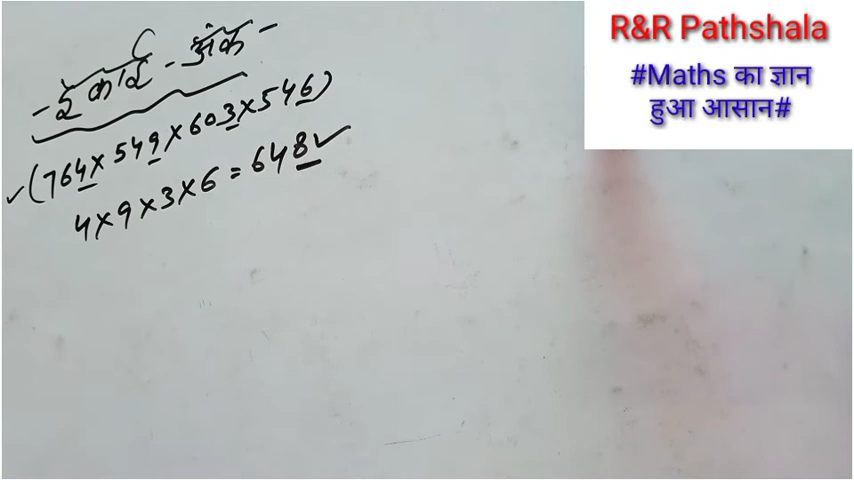 - इकाई - अंक -
(764 × 549 × 603 × 546)
4 × 9 × 3 × 6 = 648
R&R Pathshala
#Maths का ज्ञान
हुआ आसान#